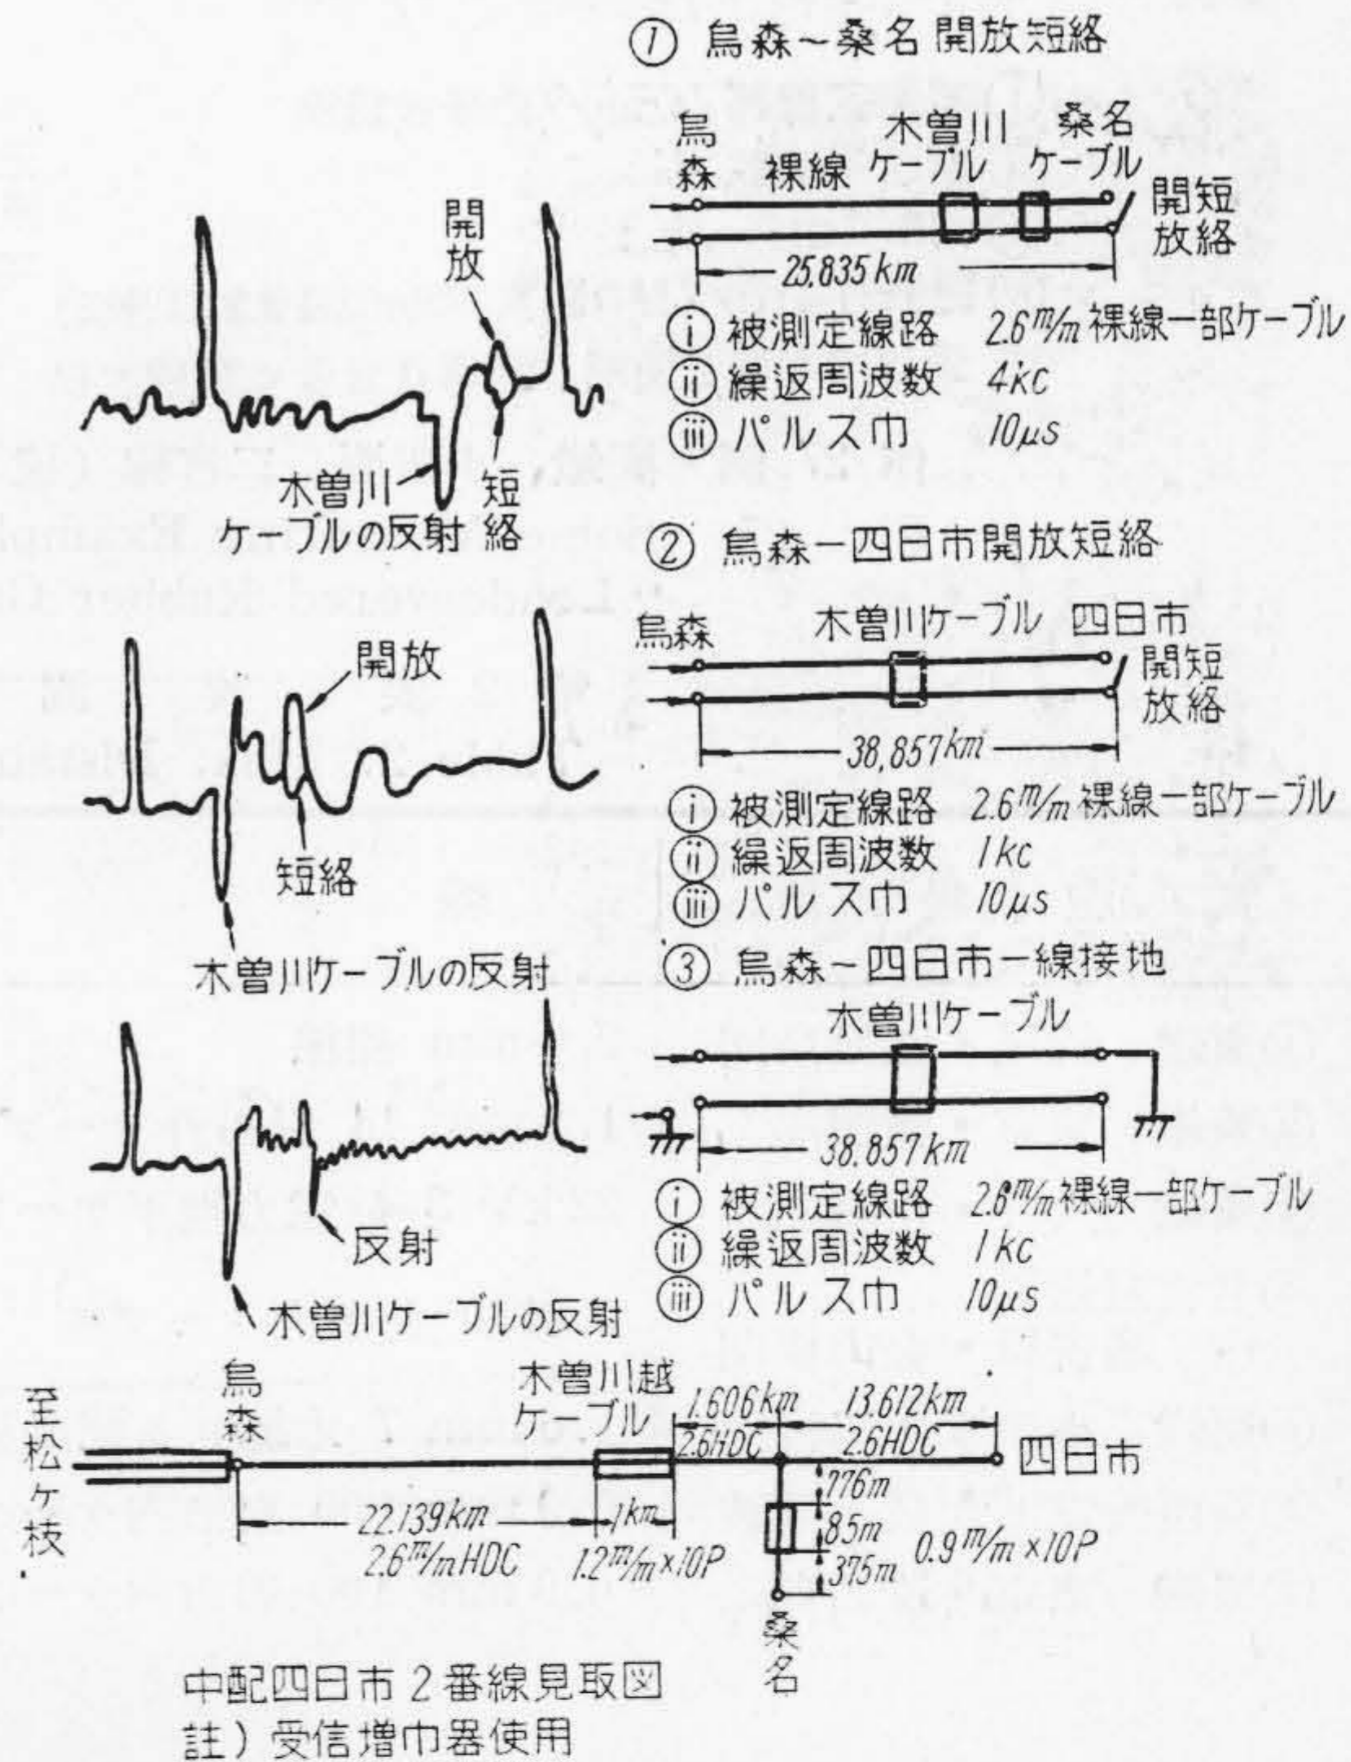 ① 烏森~桑名 開放短絡
烏森
裸線
木曽川ケーブル
桑名ケーブル
開放
短絡
25.835km
ⓘ 被測定線路 2.6m/m裸線一部ケーブル
ⓘⓘ 繰返周波数 4kc
ⓘⓘⓘ パルス巾 10μs
開放
木曽川
ケーブルの反射
短絡
② 烏森-四日市開放短絡
烏森
木曽川ケーブル 四日市
開放
短絡
38.857km
ⓘ 被測定線路 2.6m/m裸線一部ケーブル
ⓘⓘ 繰返周波数 1kc
ⓘⓘⓘ パルス巾 10μs
開放
短絡
木曽川ケーブルの反射
③ 烏森~四日市一線接地
木曽川ケーブル
38.857km
ⓘ 被測定線路 2.6m/m裸線一部ケーブル
ⓘⓘ 繰返周波数 1kc
ⓘⓘⓘ パルス巾 10μs
反射
木曽川ケーブルの反射
至松ヶ枝
烏森
木曽川越
ケーブル
1.606km
2.6HDC
13.612km
2.6HDC
四日市
22.139km
2.6m/mHDC
1km
1.2m/m×10P
776m
85m
375m
0.9m/m×10P
桑名
中配四日市2番線見取図
註)受信増巾器使用